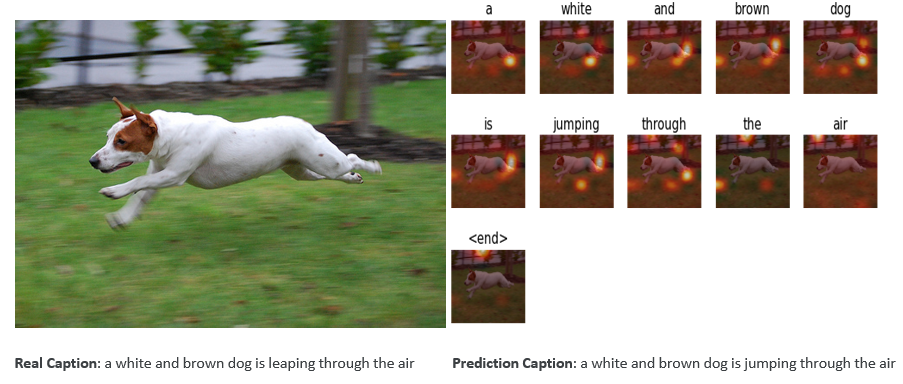 a white and brown dog
is jumping through the air
<end>
Real Caption: a white and brown dog is leaping through the air
Prediction Caption: a white and brown dog is jumping through the air